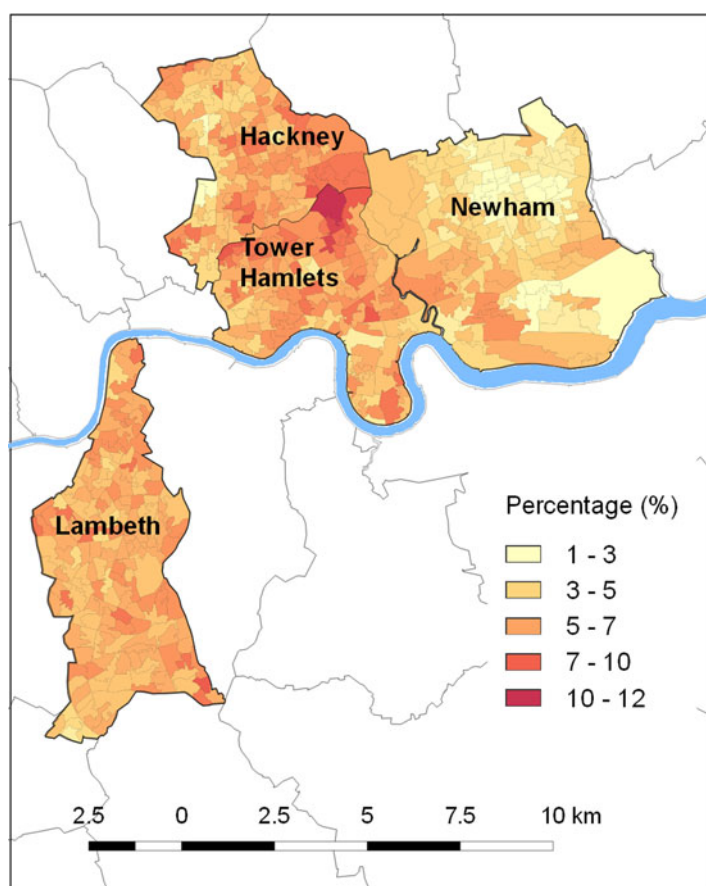 Hackney
Newham
Tower
Hamlets
Lambeth
Percentage (%)
1 - 3
3 - 5
5 - 7
7 - 10
10 - 12
2.5 0 2.5 5 7.5 10 km